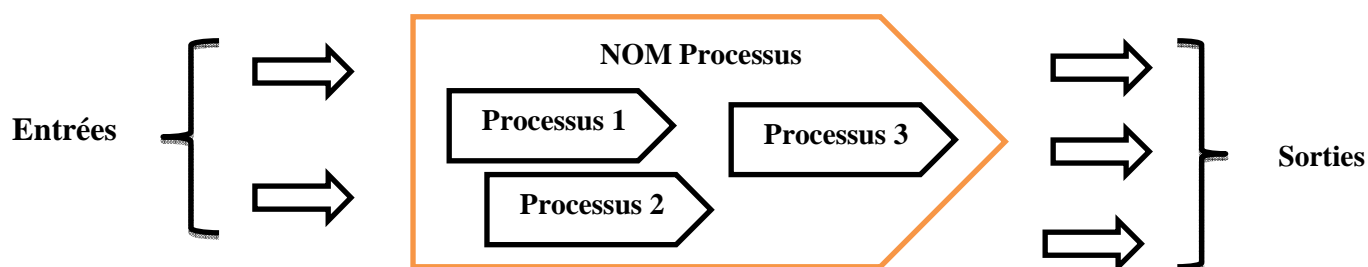 NOM Processus
Entrées
Processus 1
Processus 3
Processus 2
Sorties